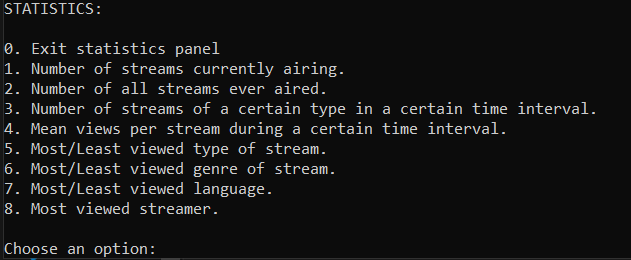 STATISTICS:
0. Exit statistics panel
1. Number of streams currently airing.
2. Number of all streams ever aired.
3. Number of streams of a certain type in a certain time interval.
4. Mean views per stream during a certain time interval.
5. Most/Least viewed type of stream.
6. Most/Least viewed genre of stream.
7. Most/Least viewed language.
8. Most viewed streamer.
Choose an option: